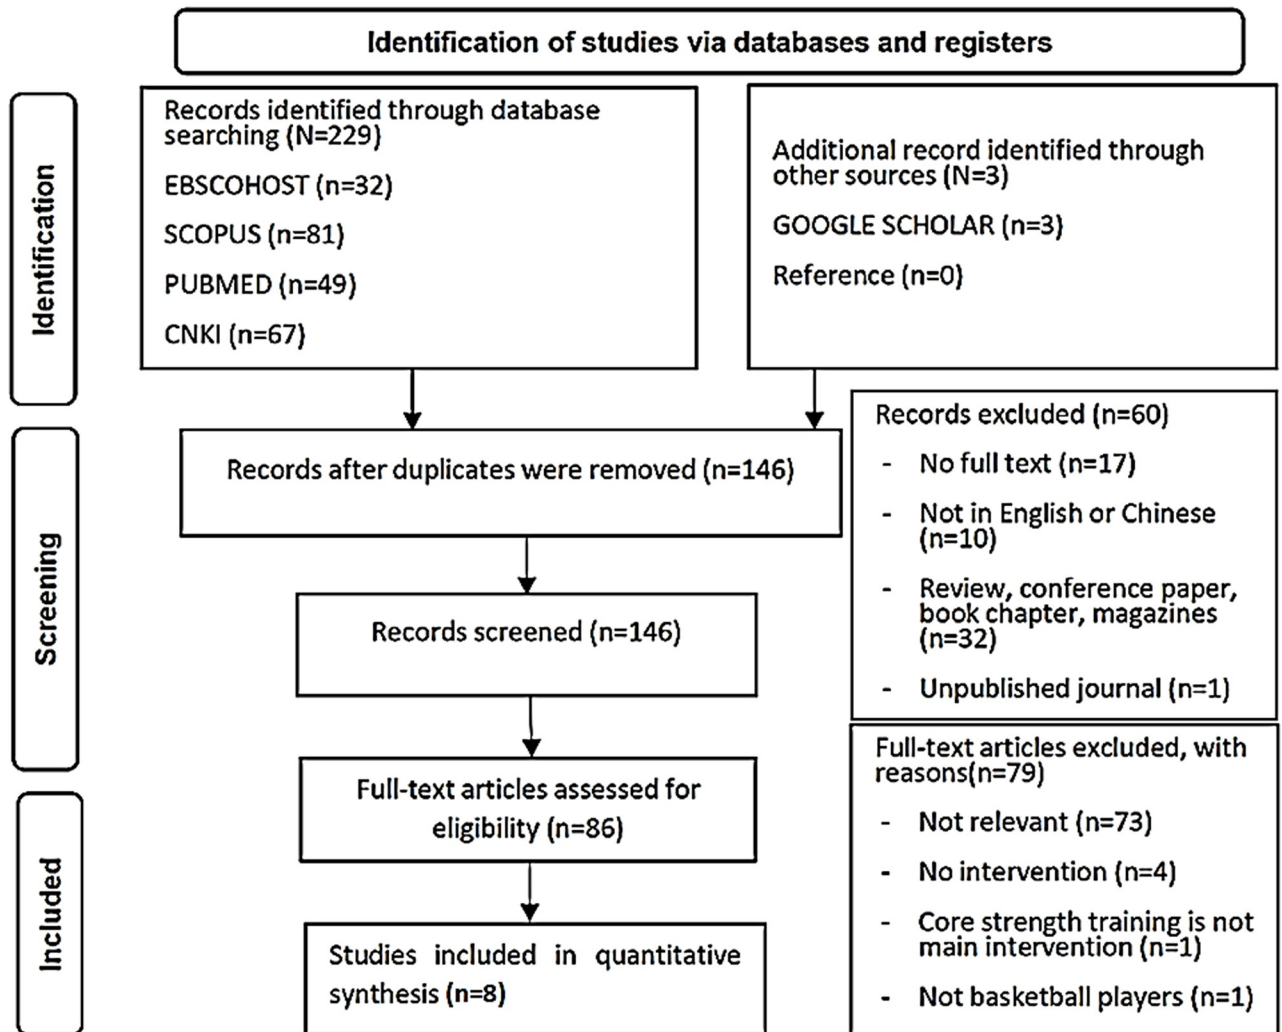 Identification of studies via databases and registers
Identification
Records identified through database
searching (N=229)
EBSCOHOST (n=32)
SCOPUS (n=81)
PUBMED (n=49)
CNKI (n=67)
Additional record identified through
other sources (N=3)
GOOGLE SCHOLAR (n=3)
Reference (n=0)
Screening
Records after duplicates were removed (n=146)
Records screened (n=146)
Records excluded (n=60)
- No full text (n=17)
- Not in English or Chinese
(n=10)
- Review, conference paper,
book chapter, magazines
(n=32)
- Unpublished journal (n=1)
Full-text articles assessed for
eligibility (n=86)
Full-text articles excluded, with
reasons(n=79)
- Not relevant (n=73)
- No intervention (n=4)
- Core strength training is not
main intervention (n=1)
- Not basketball players (n=1)
Included
Studies included in quantitative
synthesis (n=8)